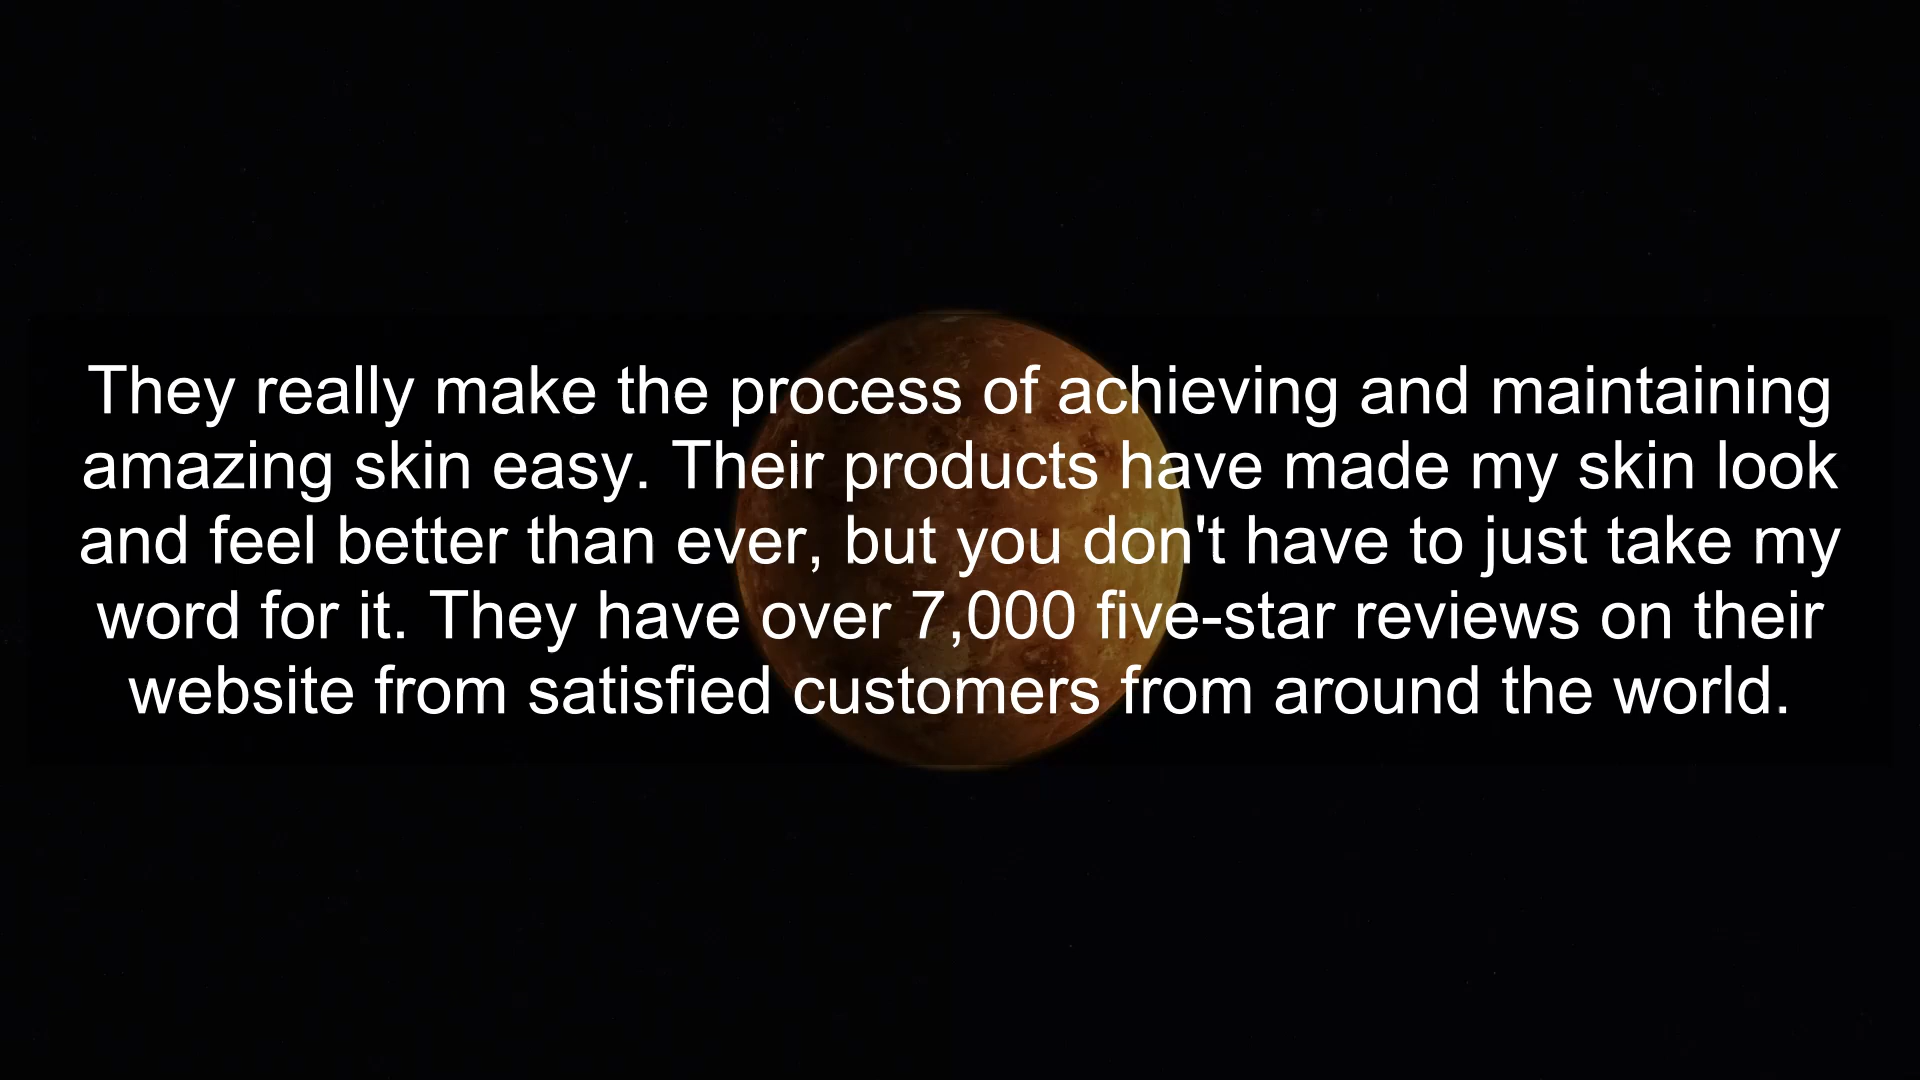 They really make the process of achieving and maintaining
amazing skin easy. Their products have made my skin look
and feel better than ever, but you don't have to just take my
word for it. They have over 7,000 five-star reviews on their
website from satisfied customers from around the world.